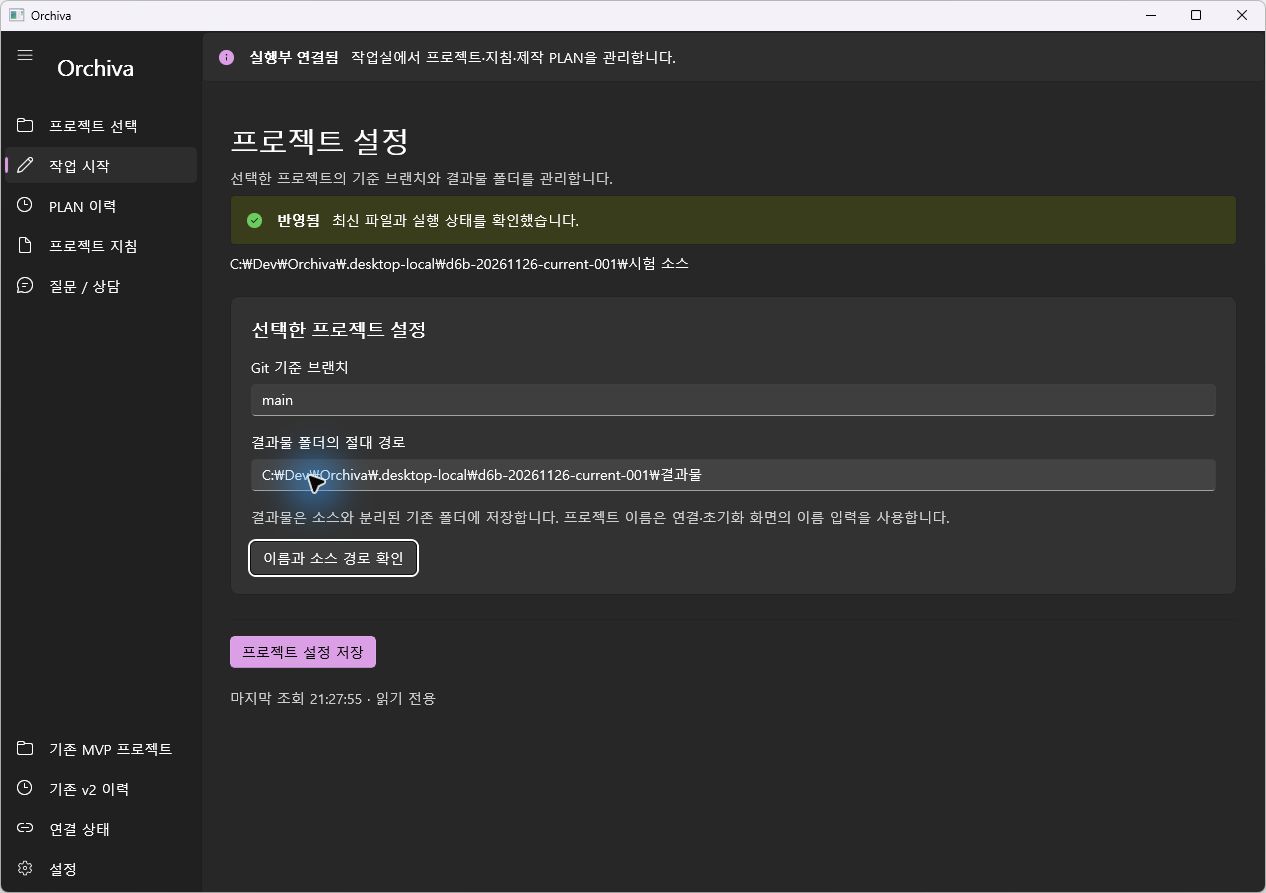 Orchiva
Orchiva
실행부 연결됨 작업실에서 프로젝트·지침·제작 PLAN을 관리합니다.
프로젝트 선택
작업 시작
PLAN 이력
프로젝트 지침
질문 / 상담
프로젝트 설정
선택한 프로젝트의 기준 브랜치와 결과물 폴더를 관리합니다.
반영됨 최신 파일과 실행 상태를 확인했습니다.
C:₩Dev₩Orchiva₩.desktop-local₩d6b-20261126-current-001₩시험 소스
선택한 프로젝트 설정
Git 기준 브랜치
main
결과물 폴더의 절대 경로
C:₩Dev₩Orchiva₩.desktop-local₩d6b-20261126-current-001₩결과물
결과물은 소스와 분리된 기존 폴더에 저장합니다. 프로젝트 이름은 연결·초기화 화면의 이름 입력을 사용합니다.
이름과 소스 경로 확인
프로젝트 설정 저장
마지막 조회 21:27:55 · 읽기 전용
기존 MVP 프로젝트
기존 v2 이력
연결 상태
설정